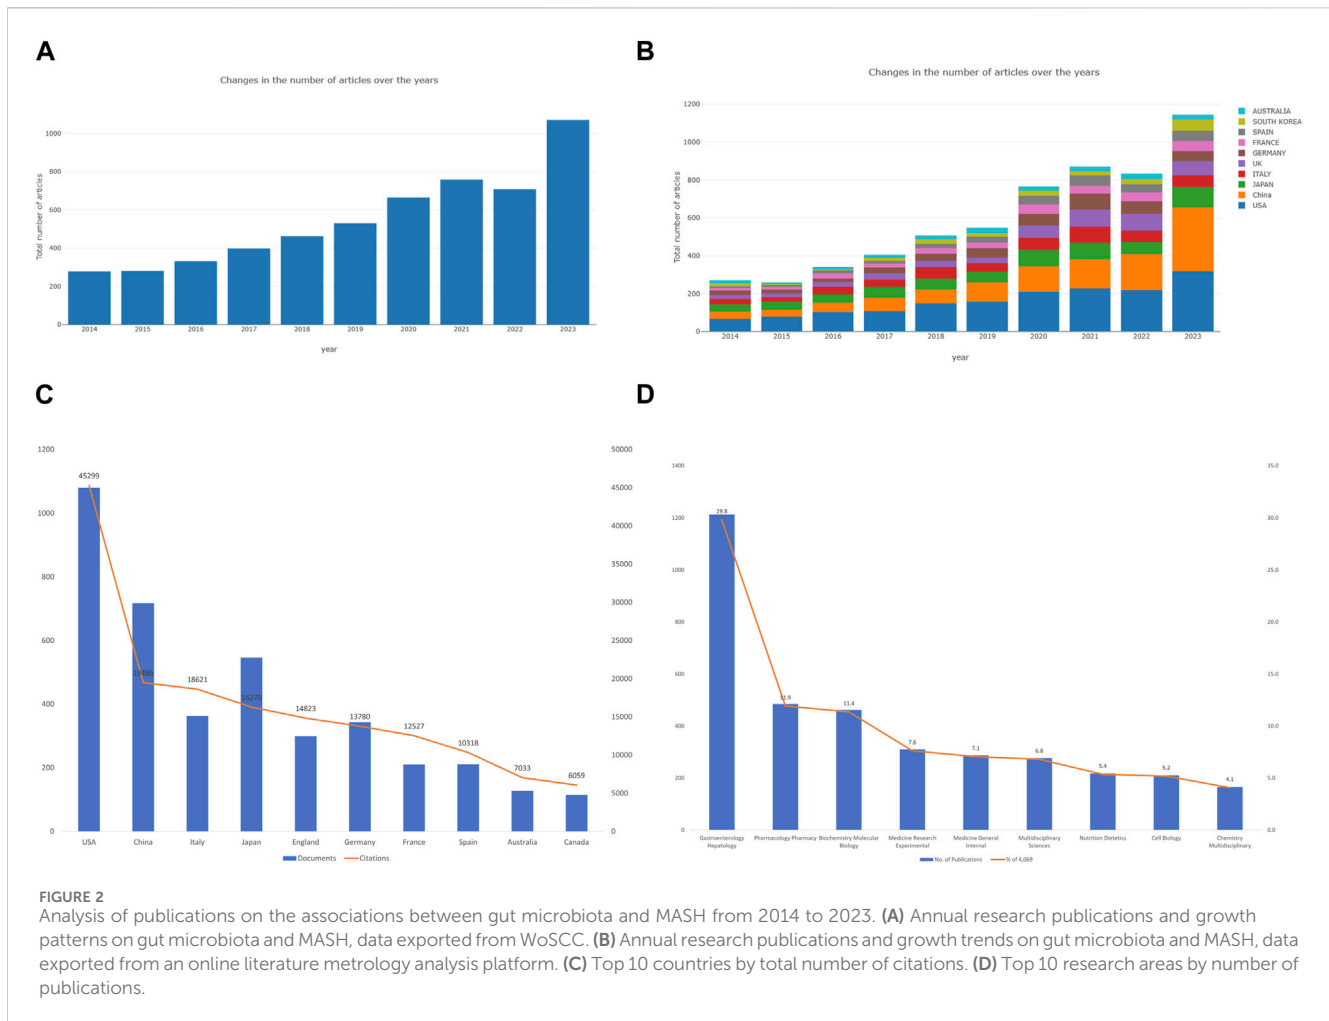 A
Changes in the number of articles over the years
Total number of articles
1000
800
600
400
200
0
2014 2015 2016 2017 2018 2019 2020 2021 2022 2023
year
B
Changes in the number of articles over the years
Total number of articles
1200
1000
800
600
400
200
0
2014 2015 2016 2017 2018 2019 2020 2021 2022 2023
year
AUSTRALIA
SOUTH KOREA
SPAIN
FRANCE
GERMANY
UK
ITALY
JAPAN
China
USA
C
1200
1000
800
600
400
200
0
50000
45000
40000
35000
30000
25000
20000
15000
10000
5000
0
45299
19486
18621
16270
14823
13780
12527
10318
7033
6059
USA China Italy Japan England Germany France Spain Australia Canada
Documents Citations
D
1400
1200
1000
800
600
400
200
0
35.0
30.0
25.0
20.0
15.0
10.0
5.0
0.0
29.8
11.9
11.4
7.6
7.1
6.8
5.4
5.2
4.1
Gastroenterology Pharmacology Pharmacy Biochemistry Molecular Medicine Research Medicine General Multidisciplinary Nutrition Dietetics Cell Biology Chemistry
Hepatology Biology Experimental Internal Sciences Multidisciplinary
No. of Publications % of 4,069
FIGURE 2
Analysis of publications on the associations between gut microbiota and MASH from 2014 to 2023. (A) Annual research publications and growth
patterns on gut microbiota and MASH, data exported from WoSCC. (B) Annual research publications and growth trends on gut microbiota and MASH, data
exported from an online literature metrology analysis platform. (C) Top 10 countries by total number of citations. (D) Top 10 research areas by number of
publications.